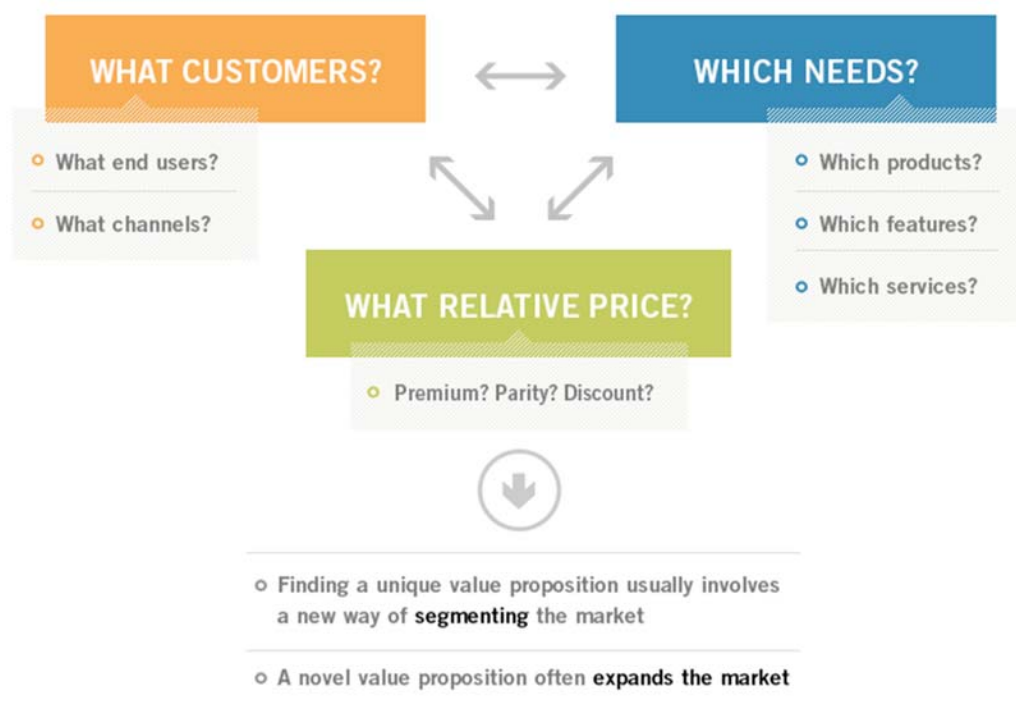 WHAT CUSTOMERS?
What end users?
What channels?
WHICH NEEDS?
Which products?
Which features?
Which services?
WHAT RELATIVE PRICE?
Premium? Parity? Discount?
Finding a unique value proposition usually involves
a new way of segmenting the market
A novel value proposition often expands the market